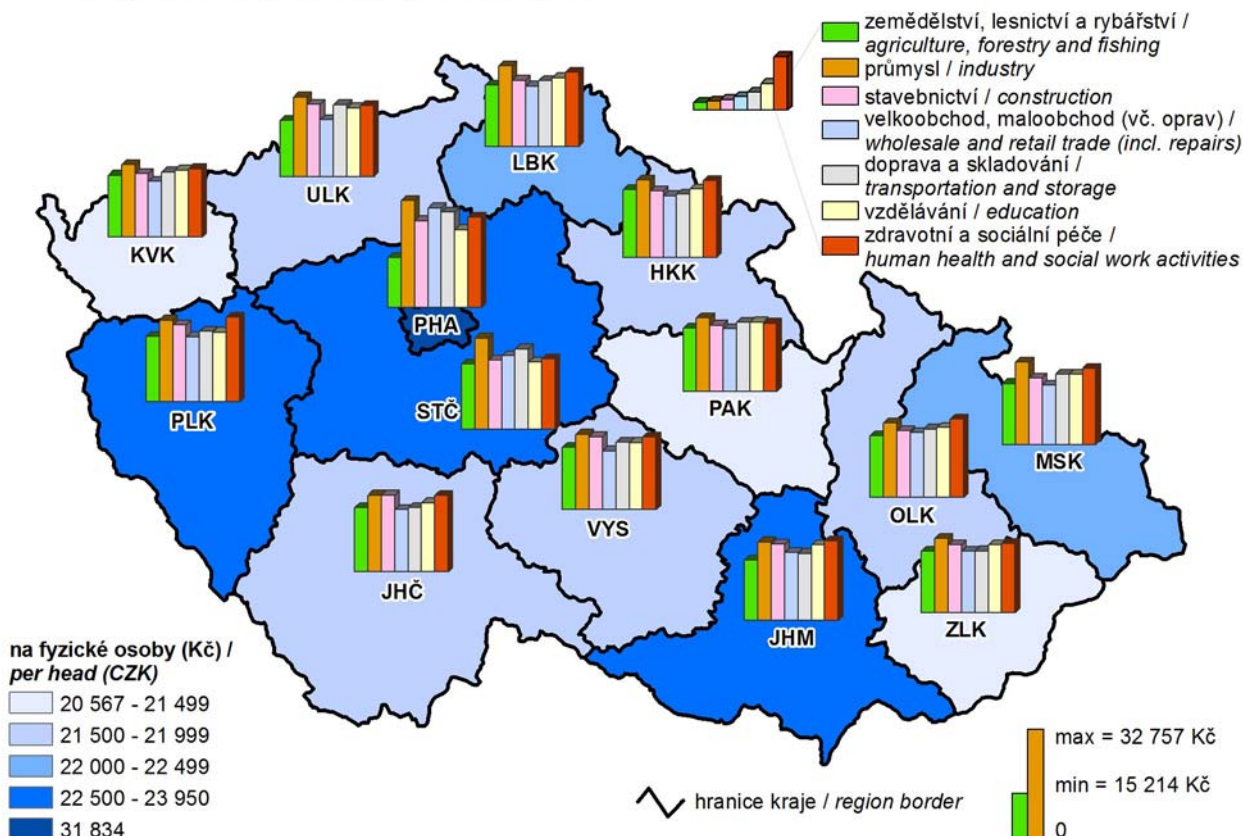 zemědělství, lesnictví a rybářství /
agriculture, forestry and fishing
průmysl / industry
stavebnictví / construction
velkoobchod, maloobchod (vč. oprav) /
wholesale and retail trade (incl. repairs)
doprava a skladování /
transportation and storage
vzdělávání / education
zdravotní a sociální péče /
human health and social work activities
LBK
ULK
KVK
HKK
PHA
PAK
STČ
PLK
MSK
OLK
VYS
JHČ
ZLK
JHM
na fyzické osoby (Kč) /
per head (CZK)
20 567 - 21 499
21 500 - 21 999
22 000 - 22 499
22 500 - 23 950
31 834
hranice kraje / region border
max = 32 757 Kč
min = 15 214 Kč
0